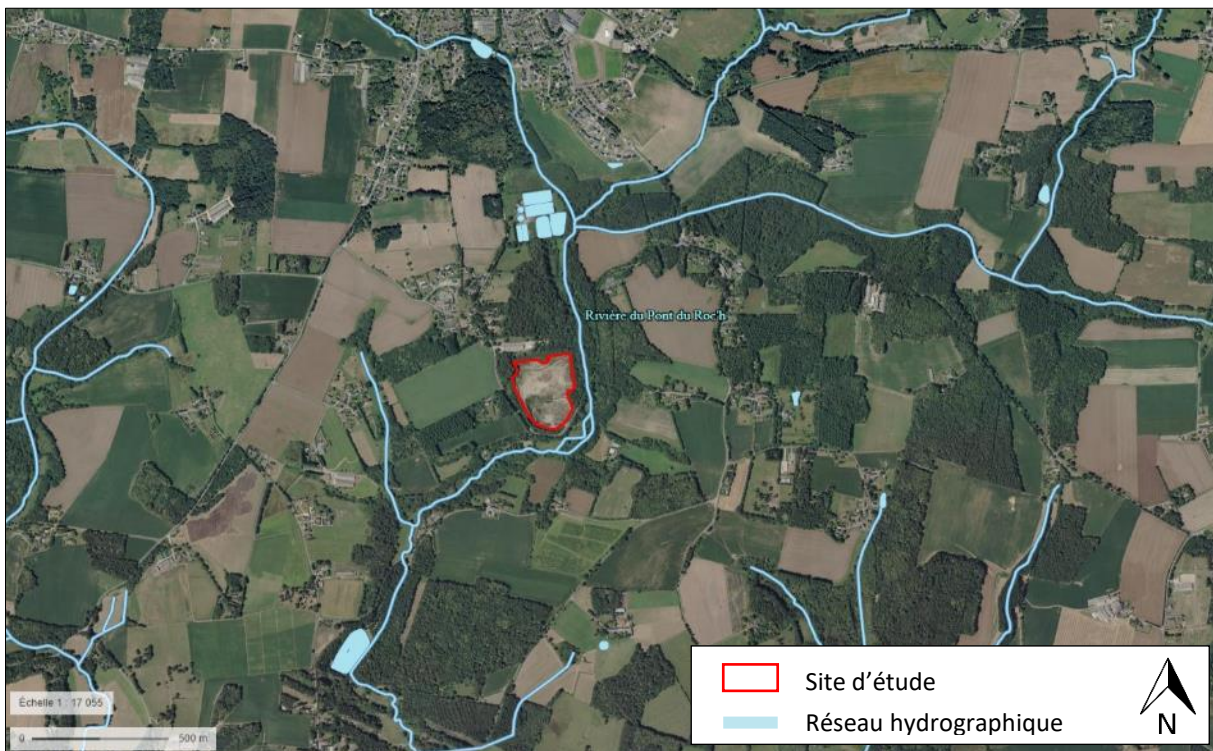 Rivière du Pont du Roc'h
Échelle 1 : 17 055
0 500 m
Site d'étude
Réseau hydrographique
N